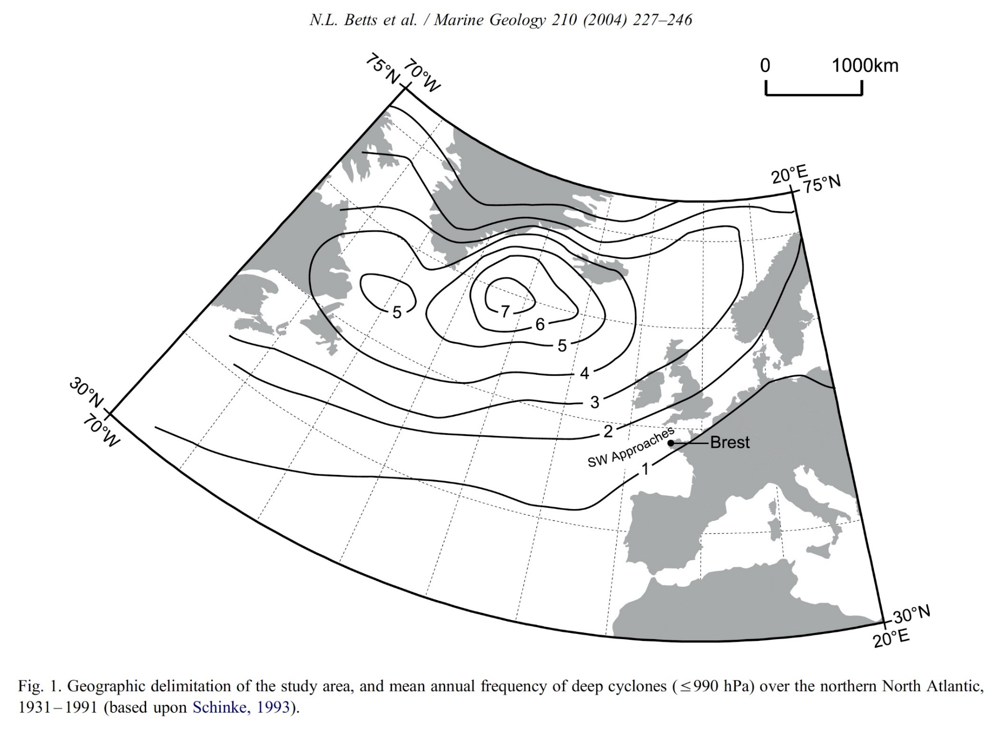 N.L. Betts et al. / Marine Geology 210 (2004) 227–246
0 1000km
75°N 70°W
20°E
75°N
5
7
6
5
4
3
2
SW Approaches
Brest
1
30°N
70°W
30°N
20°E
Fig. 1. Geographic delimitation of the study area, and mean annual frequency of deep cyclones (≤990 hPa) over the northern North Atlantic,
1931–1991 (based upon Schinke, 1993).